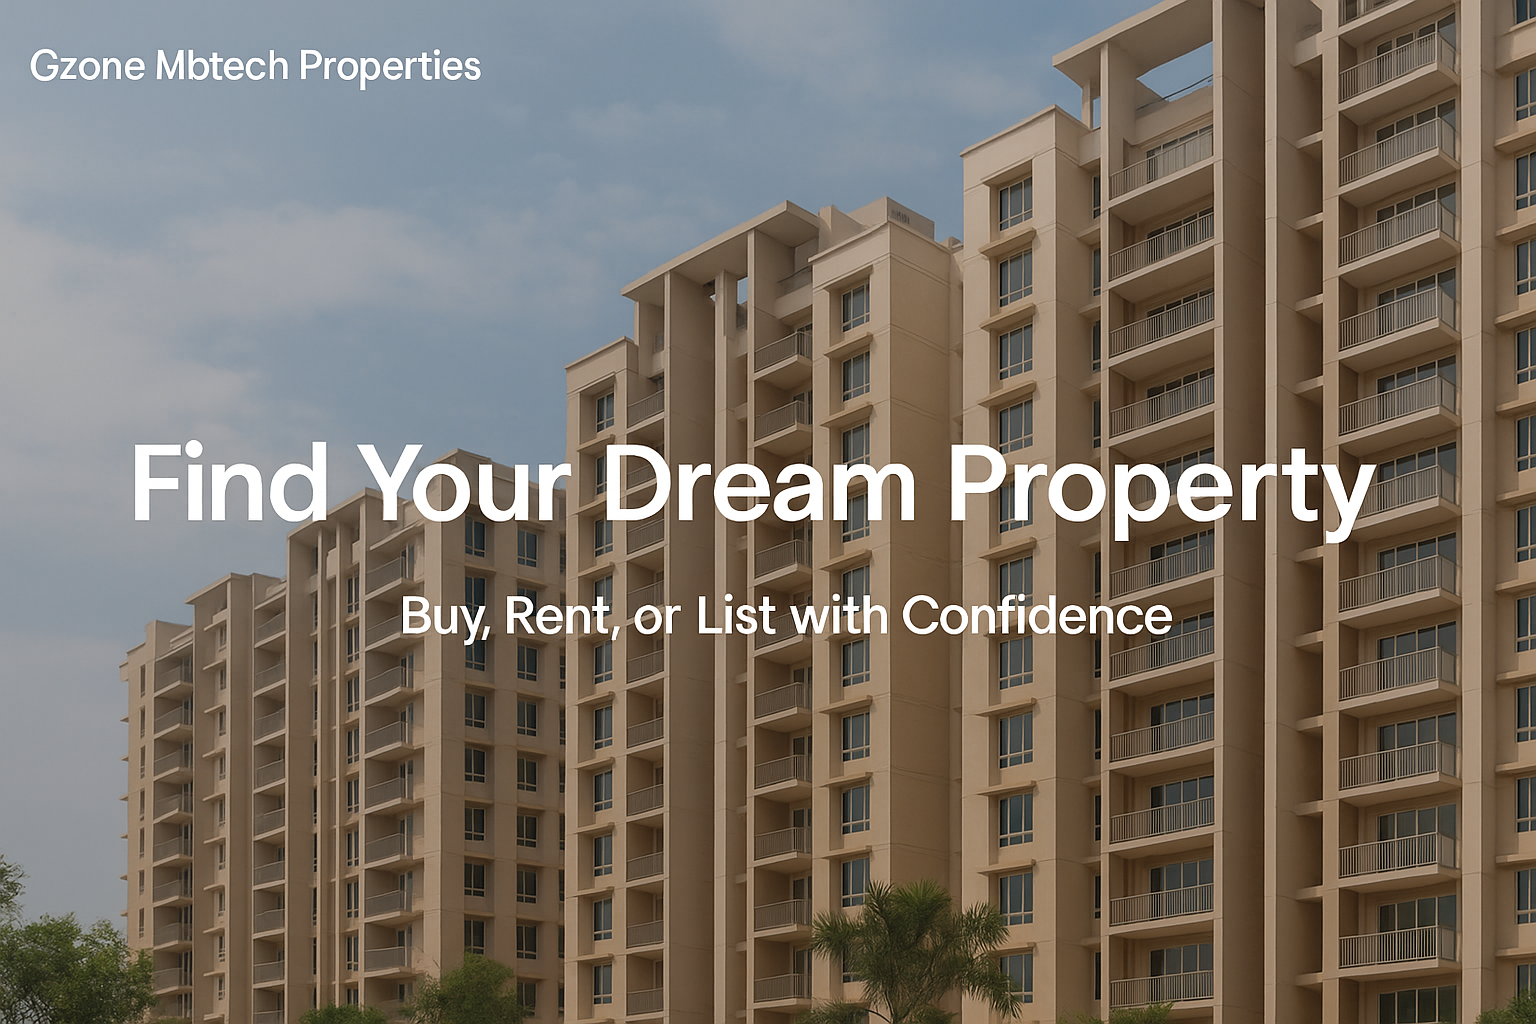 Gzone Mbtech Properties
Find Your Dream Property
Buy, Rent, or List with Confidence